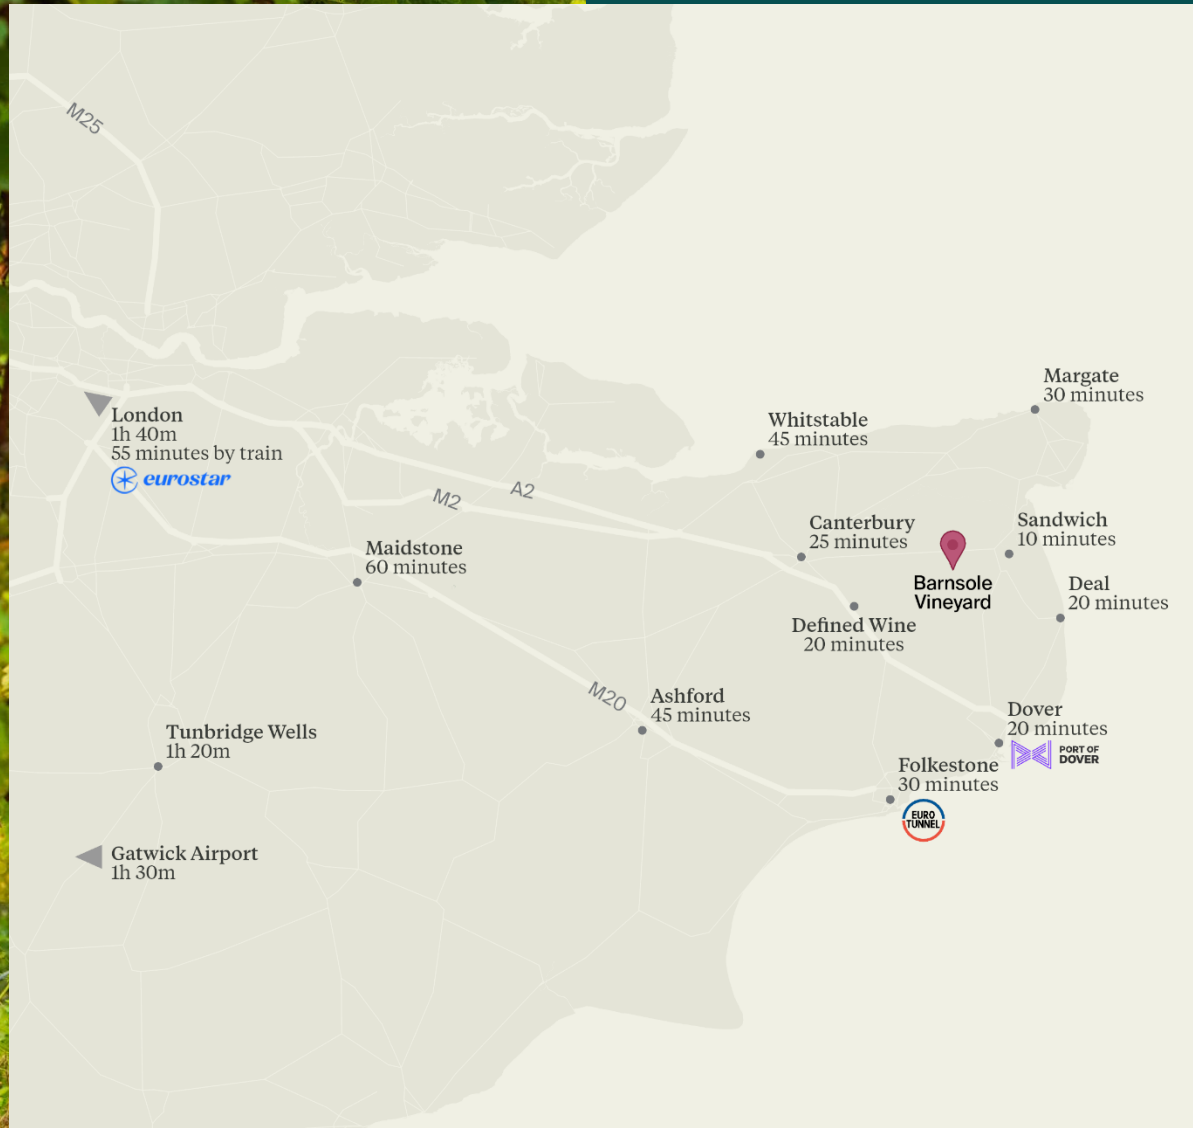 M25
Margate
30 minutes
London
1h 40m
55 minutes by train
eurostar
Whitstable
45 minutes
A2
M2
Canterbury
25 minutes
Sandwich
10 minutes
Maidstone
60 minutes
Barnsole
Vineyard
Deal
20 minutes
Defined Wine
20 minutes
M20
Ashford
45 minutes
Dover
20 minutes
PORT OF
DOVER
Tunbridge Wells
1h 20m
Folkestone
30 minutes
EURO
TUNNEL
Gatwick Airport
1h 30m